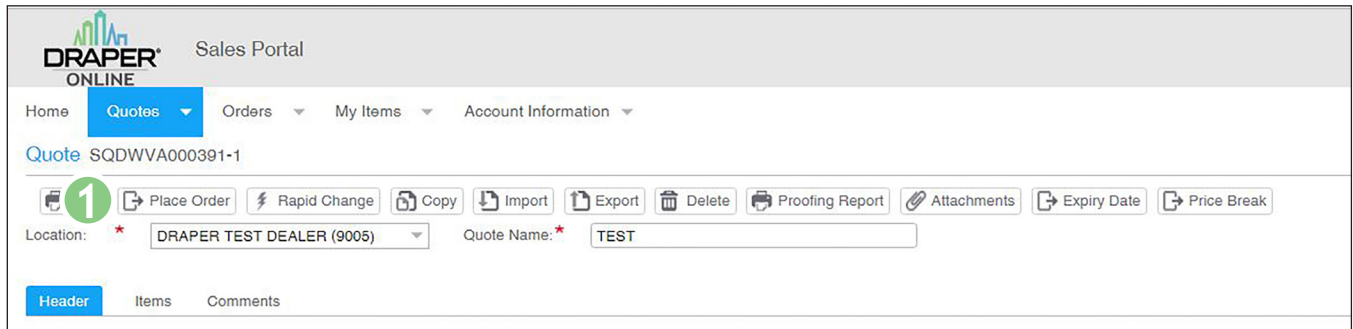 DRAPER®
ONLINE
Sales Portal
Home Quotes Orders My Items Account Information
Quote SQDWVA000391-1
1 Place Order Rapid Change Copy Import Export Delete Proofing Report Attachments Expiry Date Price Break
Location: * DRAPER TEST DEALER (9005) Quote Name:* TEST
Header Items Comments